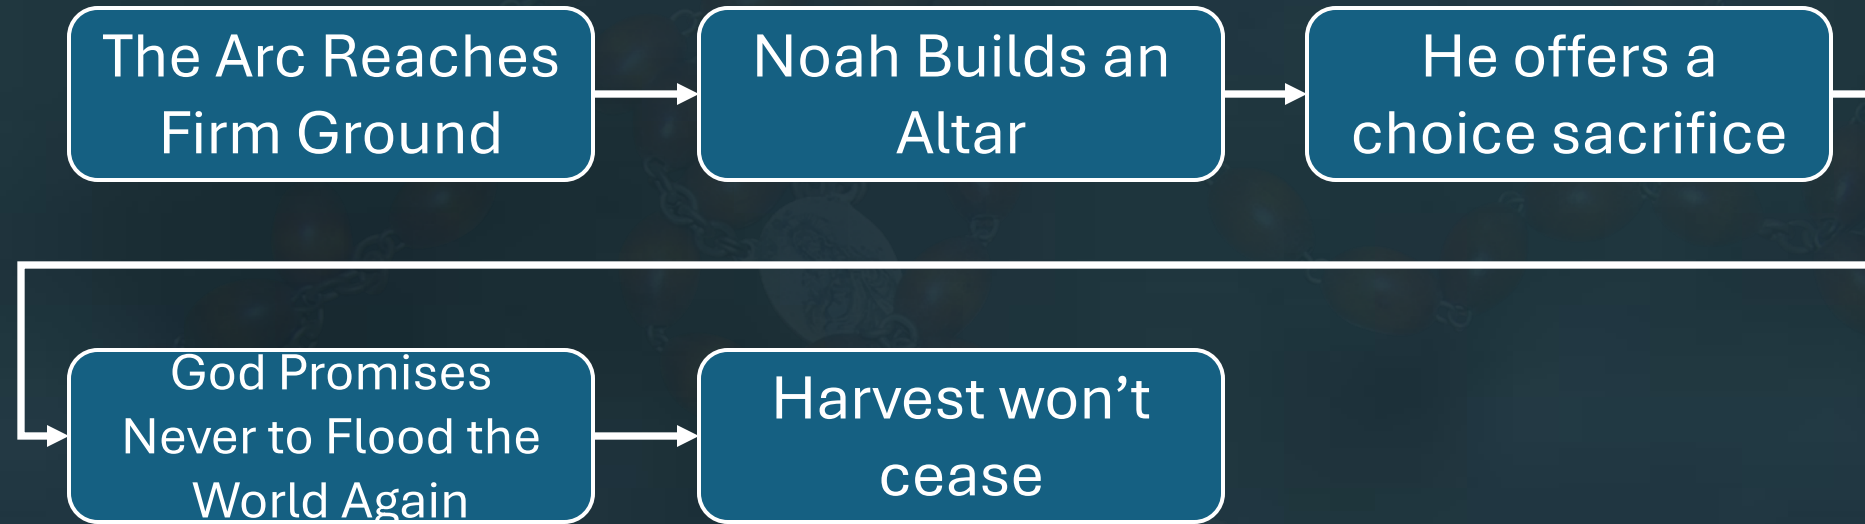 The Arc Reaches
Firm Ground
Noah Builds an
Altar
He offers a
choice sacrifice
God Promises
Never to Flood the
World Again
Harvest won’t
cease